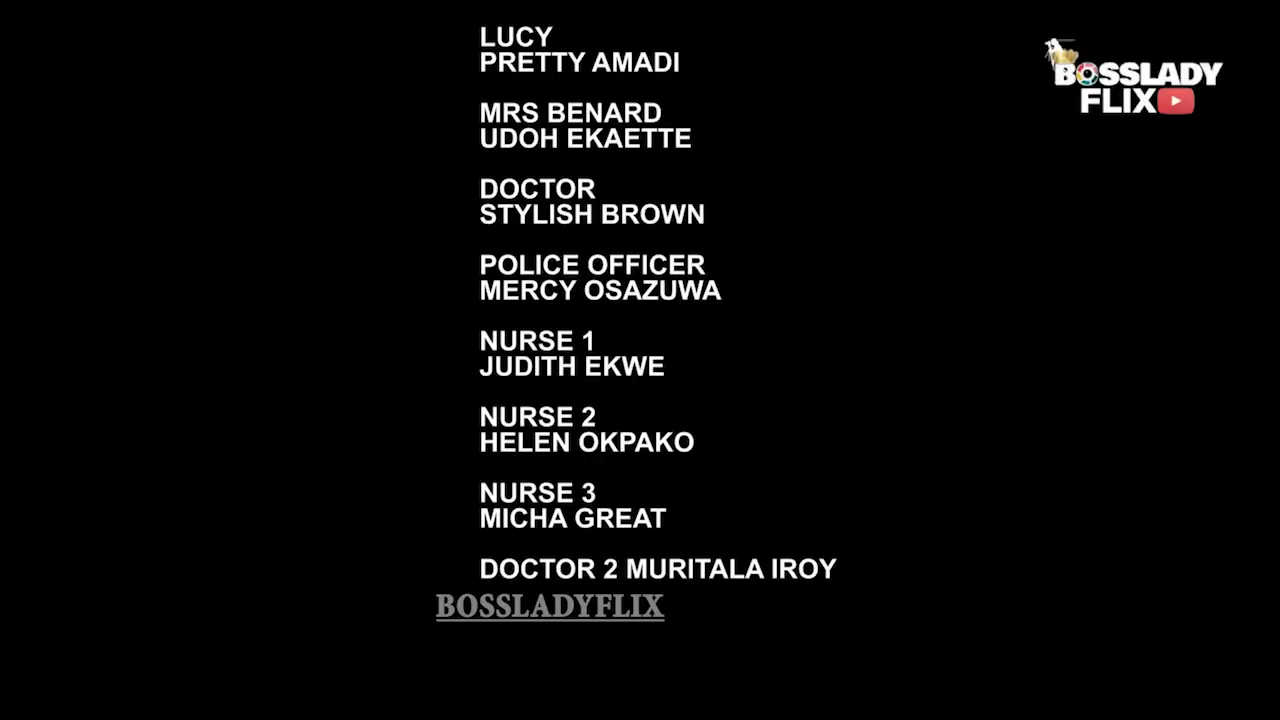 LUCY
PRETTY AMADI
MRS BENARD
UDOH EKAETTE
DOCTOR
STYLISH BROWN
POLICE OFFICER
MERCY OSAZUWA
NURSE 1
JUDITH EKWE
NURSE 2
HELEN OKPAKO
NURSE 3
MICHA GREAT
DOCTOR 2 MURITALA IROY
BOSSLADYFLIX
BOSSLADY
FLIX